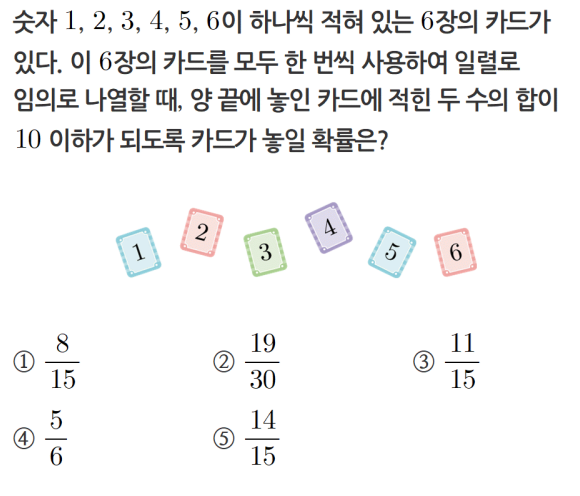 숫자 1, 2, 3, 4, 5, 6이 하나씩 적혀 있는 6장의 카드가
있다. 이 6장의 카드를 모두 한 번씩 사용하여 일렬로
임의로 나열할 때, 양 끝에 놓인 카드에 적힌 두 수의 합이
10 이하가 되도록 카드가 놓일 확률은?
1 2 3 4 5 6
① 8/15 ② 19/30 ③ 11/15
④ 5/6 ⑤ 14/15